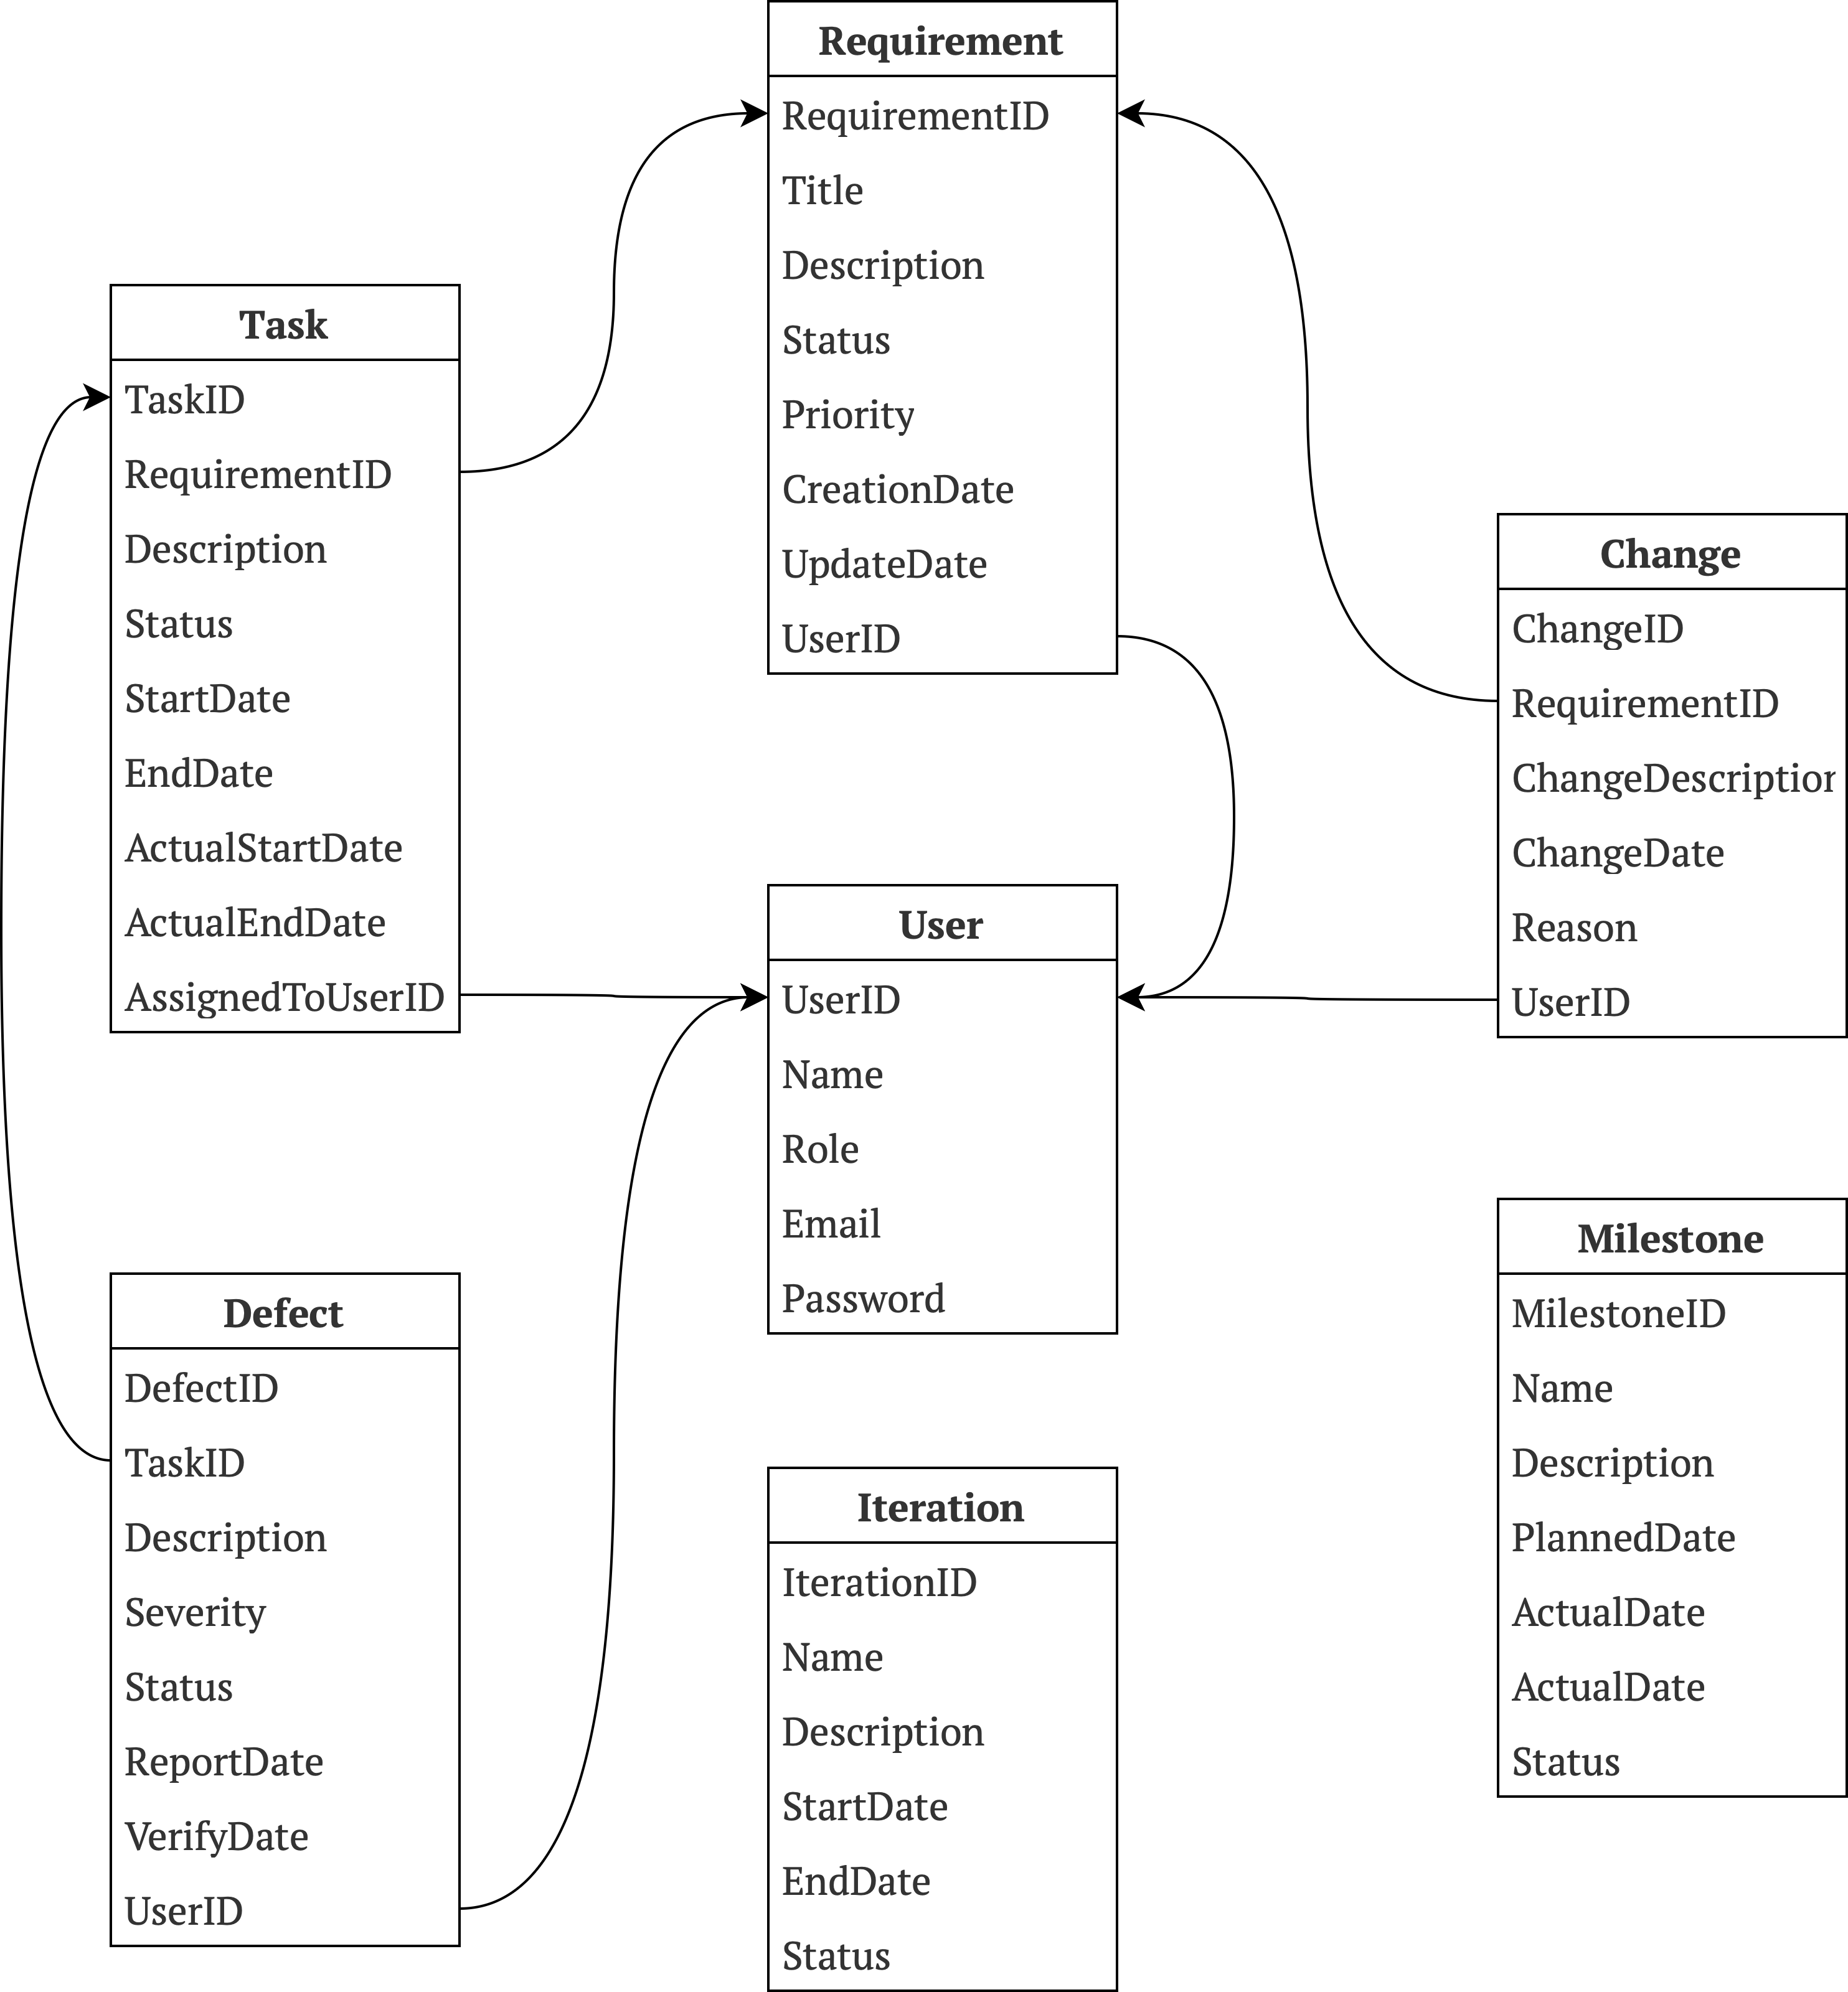 Requirement
RequirementID
Title
Description
Status
Priority
CreationDate
UpdateDate
UserID
Task
TaskID
RequirementID
Description
Status
StartDate
EndDate
ActualStartDate
ActualEndDate
AssignedToUserID
Change
ChangeID
RequirementID
ChangeDescription
ChangeDate
Reason
UserID
User
UserID
Name
Role
Email
Password
Milestone
MilestoneID
Name
Description
PlannedDate
ActualDate
ActualDate
Status
Defect
DefectID
TaskID
Description
Severity
Status
ReportDate
VerifyDate
UserID
Iteration
IterationID
Name
Description
StartDate
EndDate
Status